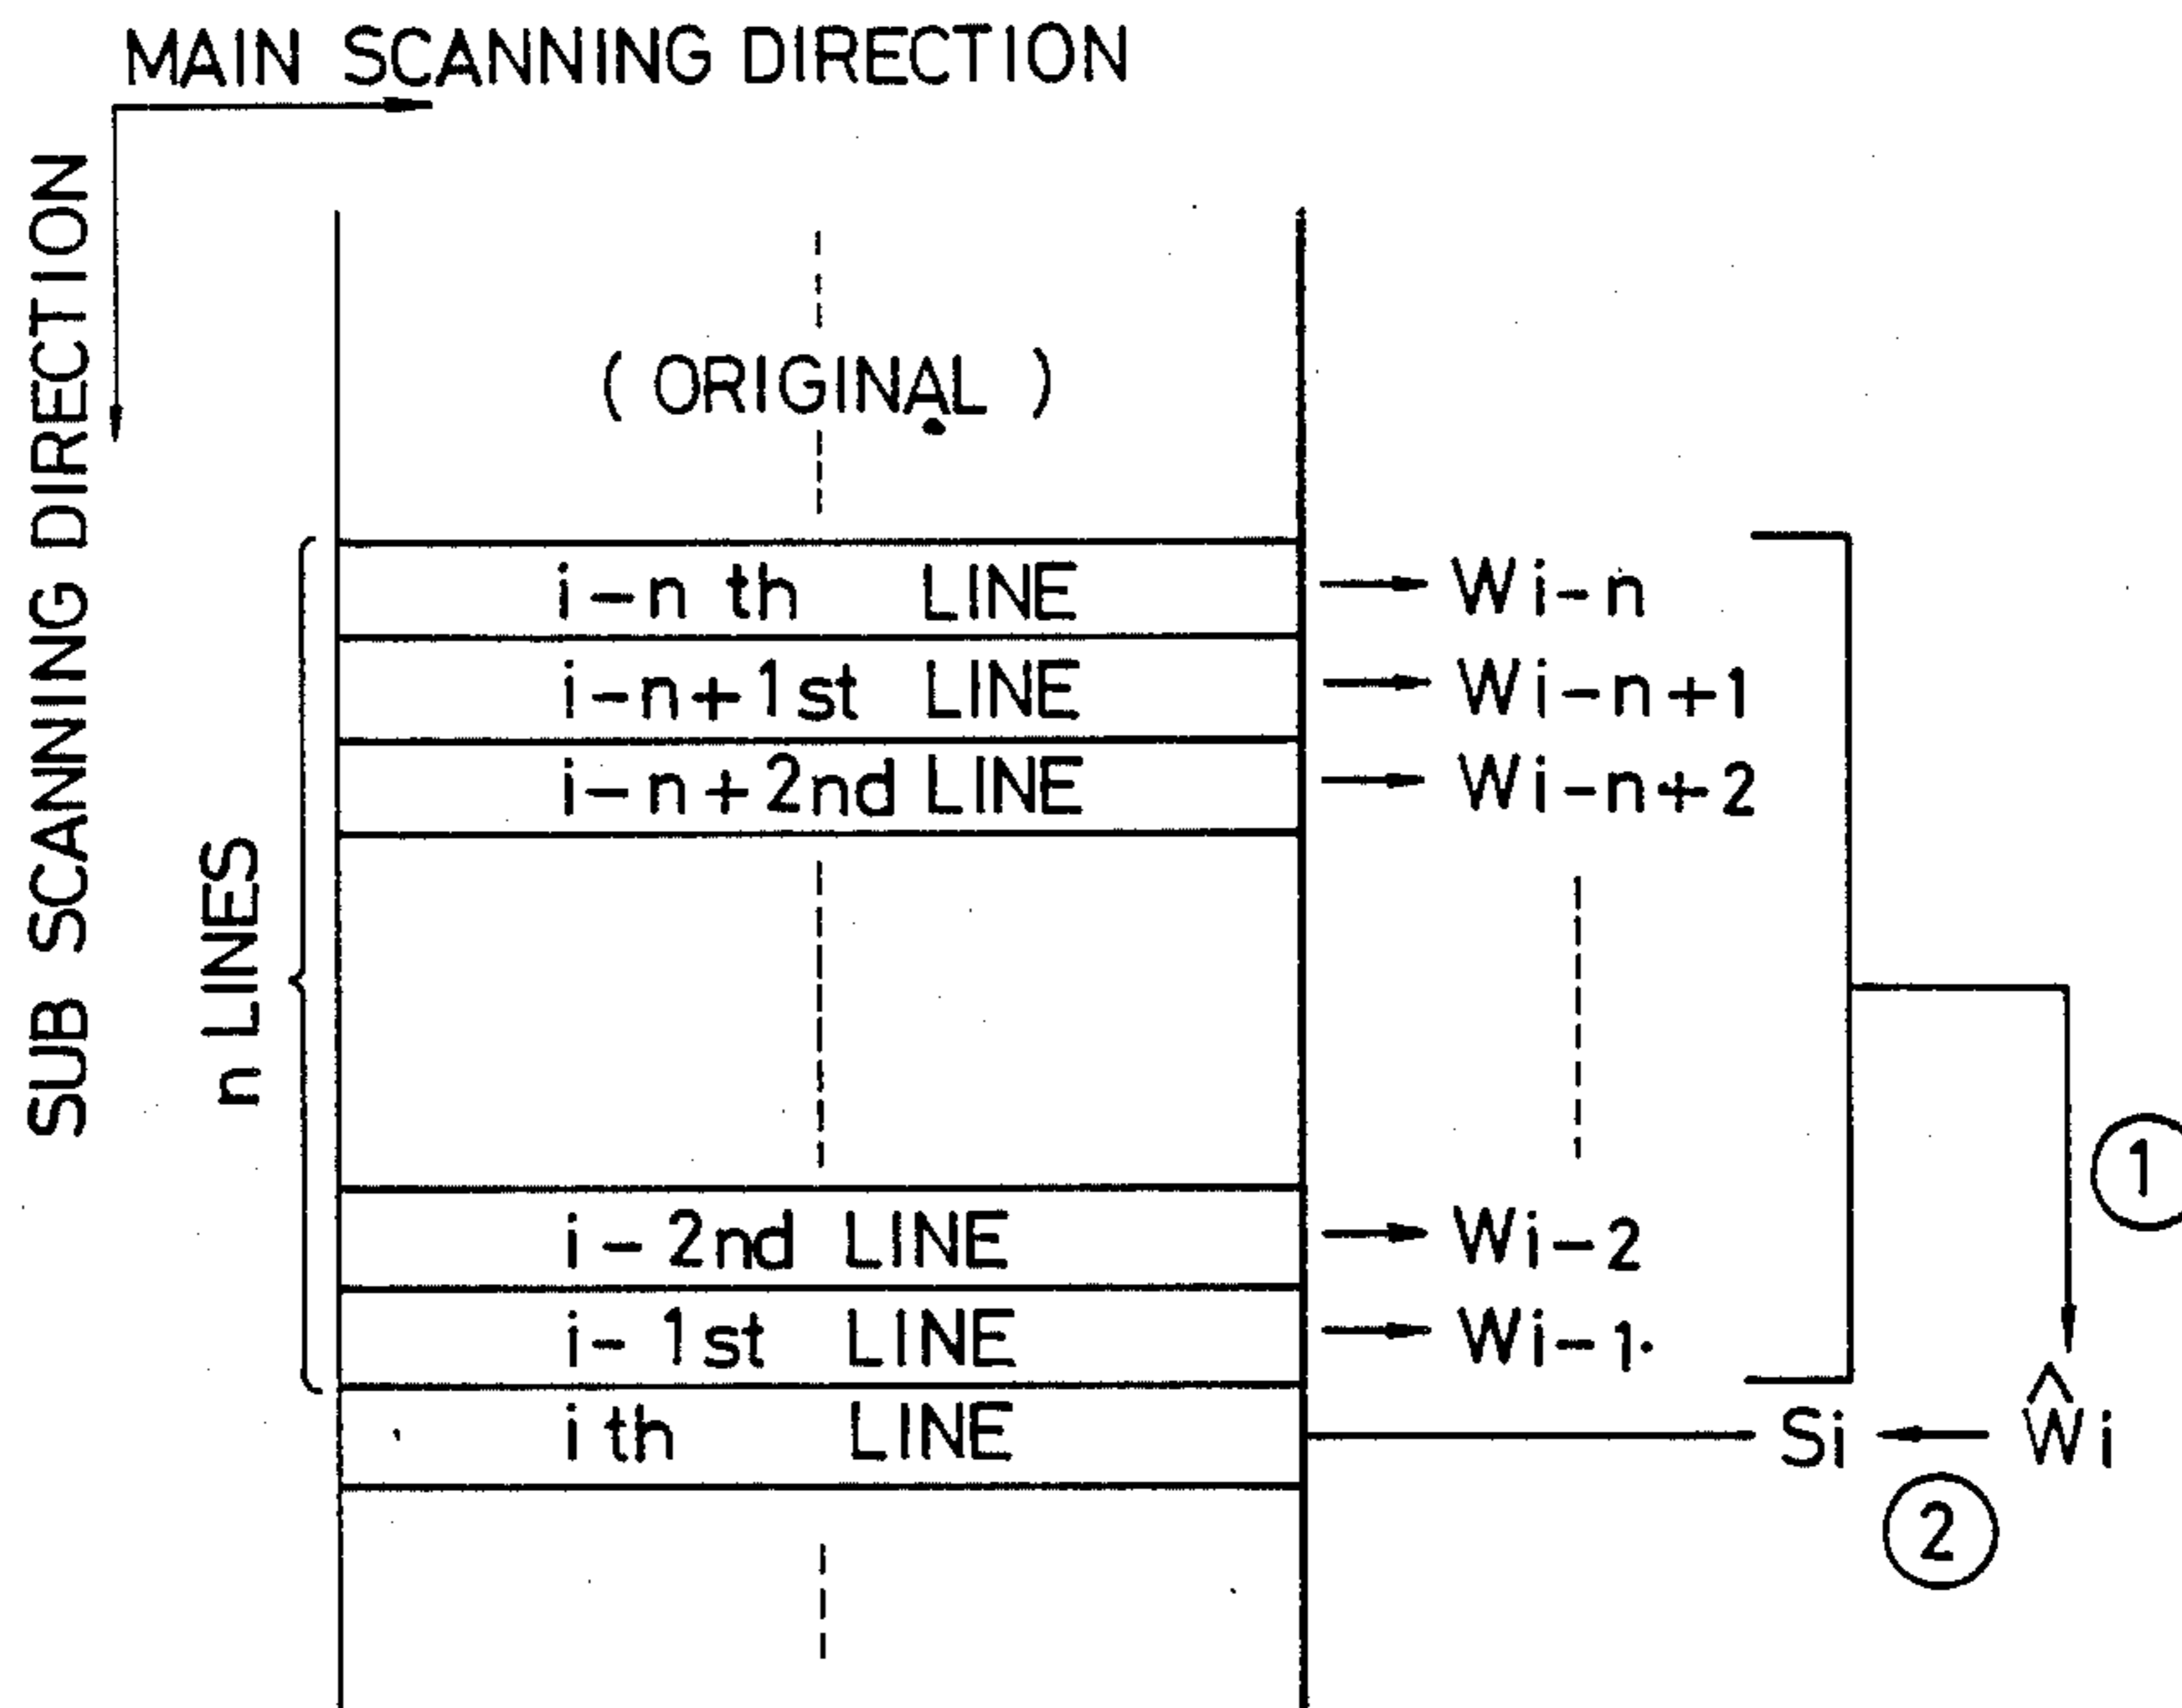 MAIN SCANNING DIRECTION
SUB SCANNING DIRECTION
( ORIGINAL )
n LINES
i-n th LINE → Wi-n
i-n+1st LINE → Wi-n+1
i-n+2nd LINE → Wi-n+2
i-2nd LINE → Wi-2
i-1st LINE → Wi-1
i th LINE Si ← Ŵi
①
②